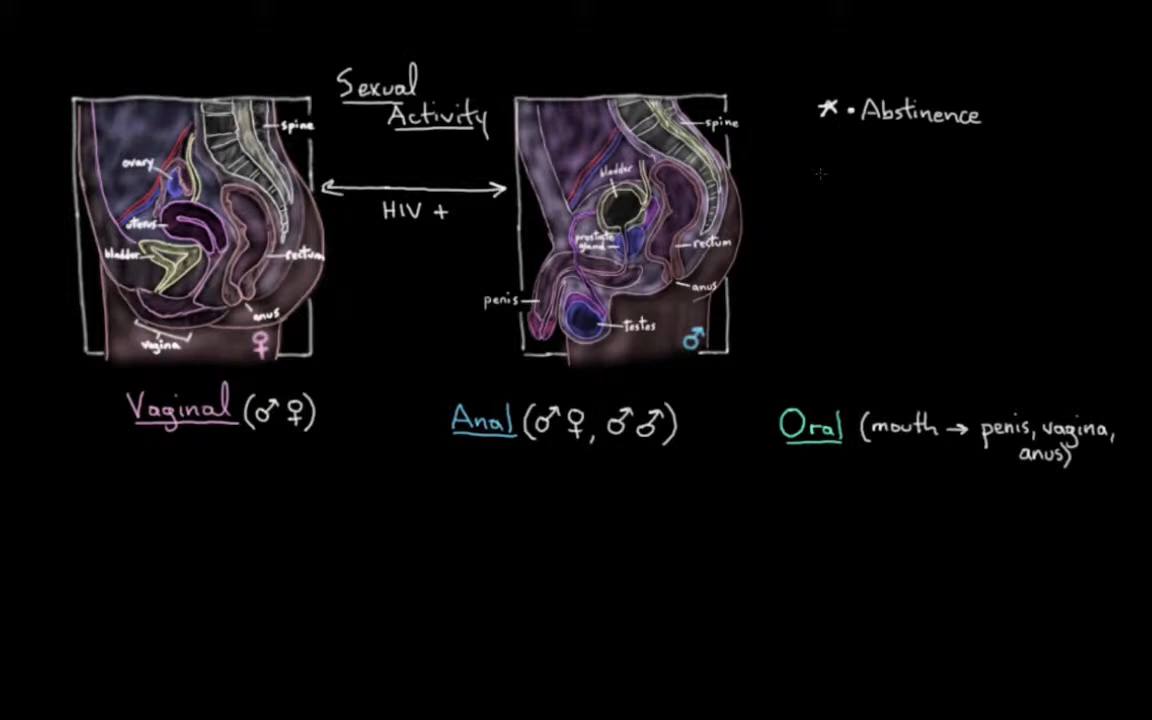 Sexual
Activity
HIV +
spine
ovary
uterus
bladder
rectum
anus
vagina
♀
spine
bladder
prostate
gland
rectum
anus
penis
testes
♂
* • Abstinence
Vaginal (♂♀)
Anal (♂♀, ♂♂)
Oral (mouth → penis, vagina,
anus)